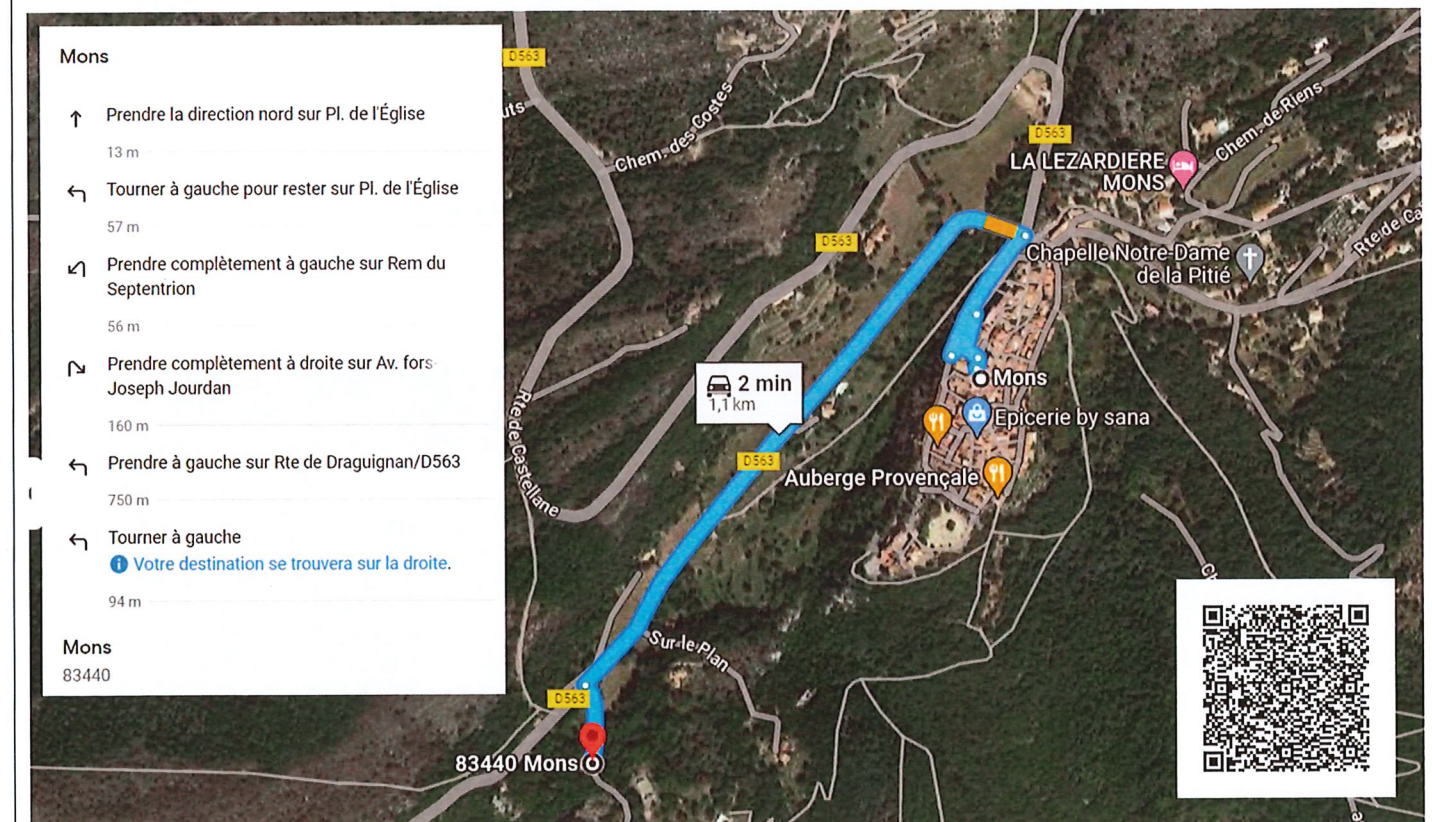 Mons
Prendre la direction nord sur Pl. de l'Église
13 m
Tourner à gauche pour rester sur Pl. de l'Église
57 m
Prendre complètement à gauche sur Rem du
Septentrion
56 m
Prendre complètement à droite sur Av. fors
Joseph Jourdan
160 m
Prendre à gauche sur Rte de Draguignan/D563
750 m
Tourner à gauche
Votre destination se trouvera sur la droite.
94 m
Mons
83440
D563
uts
Chem. des Costes
D563
Chem. de Riens
LA LEZARDIERE
MONS
D563
Rte de Ca
Chapelle Notre-Dame
de la Pitié
2 min
1,1 km
Mons
Epicerie by sana
Rte de Castellane
D563
Auberge Provençale
Sur le Plan
D563
83440 Mons